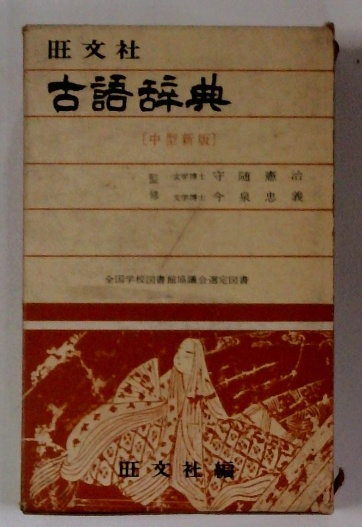 旺文社
古語辞典
［中型新版］
監修
文学博士 守随憲治
文学博士 今泉忠義
全国学校図書館協議会選定図書
旺文社編